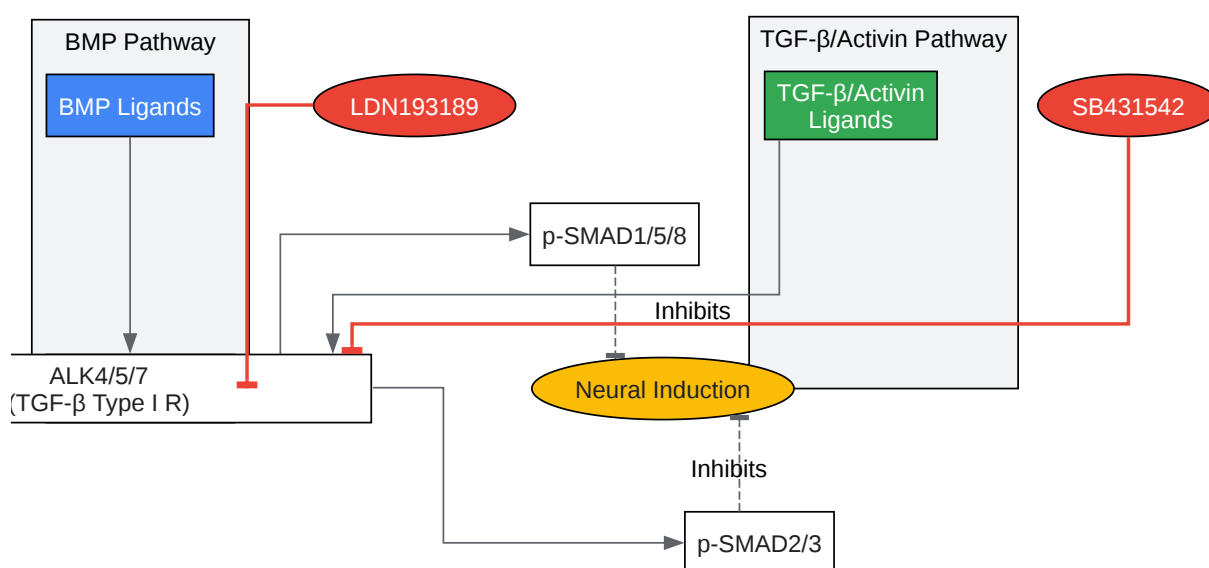 BMP Pathway
TGF-β/Activin Pathway
BMP Ligands
LDN193189
TGF-β/Activin
Ligands
SB431542
p-SMAD1/5/8
Inhibits
ALK4/5/7
(TGF-β Type I R)
Neural Induction
Inhibits
p-SMAD2/3